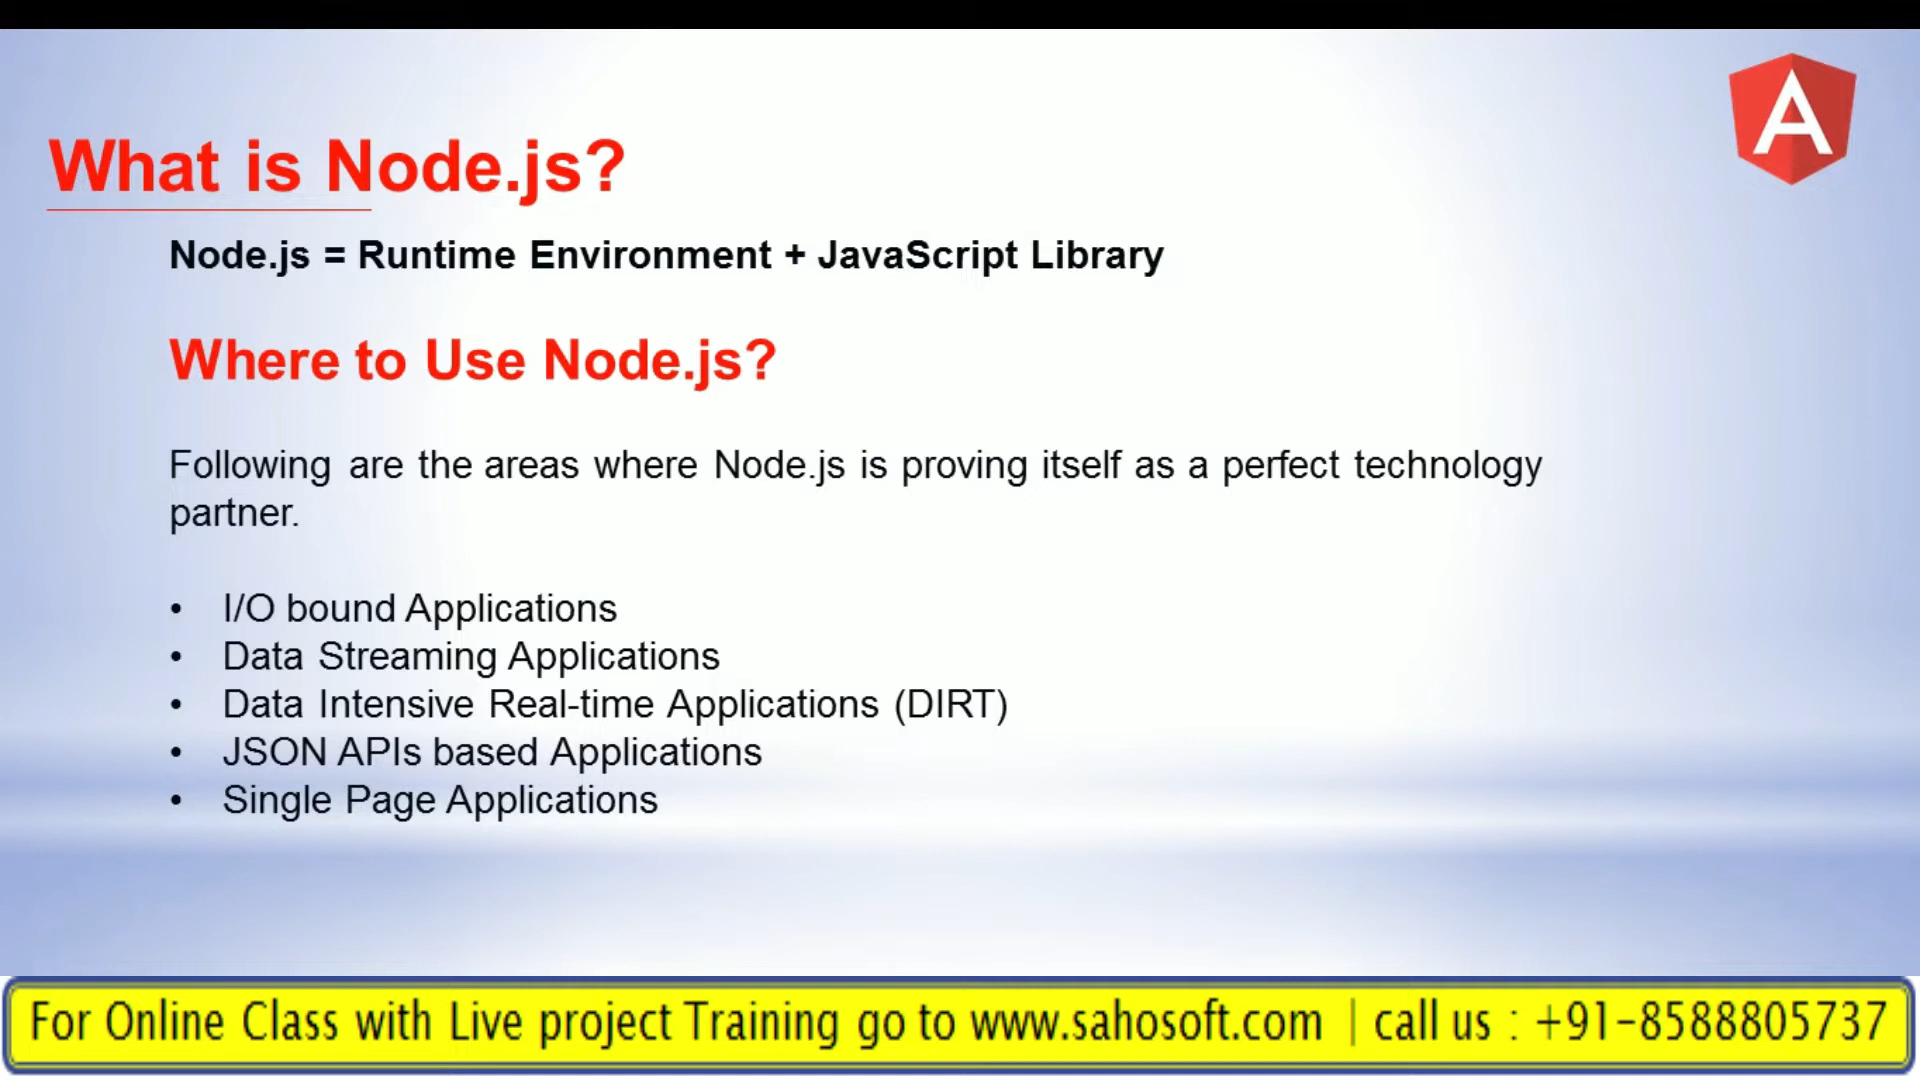 A
What is Node.js?
Node.js = Runtime Environment + JavaScript Library
Where to Use Node.js?
Following are the areas where Node.js is proving itself as a perfect technology
partner.
• I/O bound Applications
• Data Streaming Applications
• Data Intensive Real-time Applications (DIRT)
• JSON APIs based Applications
• Single Page Applications
For Online Class with Live project Training go to www.sahosoft.com | call us : +91-8588805737